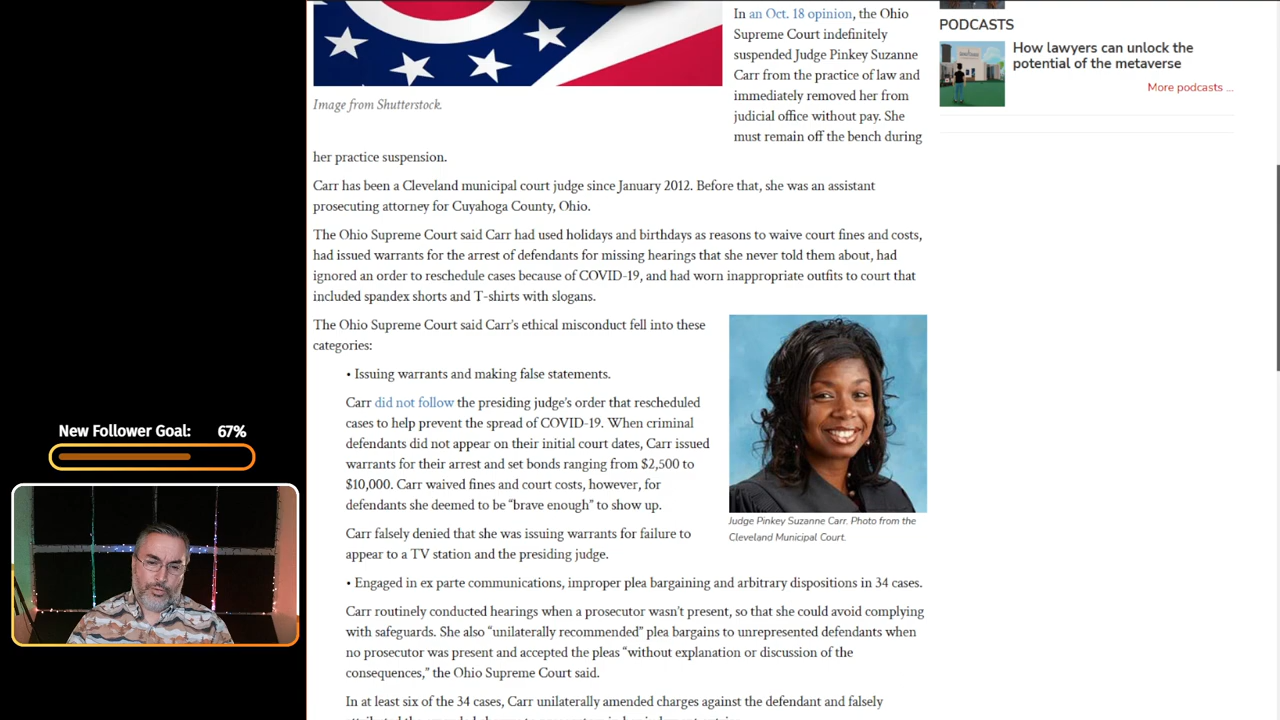 In an Oct. 18 opinion, the Ohio
Supreme Court indefinitely
suspended Judge Pinkey Suzanne
Carr from the practice of law and
immediately removed her from
judicial office without pay. She
must remain off the bench during
her practice suspension.
Image from Shutterstock.
Carr has been a Cleveland municipal court judge since January 2012. Before that, she was an assistant
prosecuting attorney for Cuyahoga County, Ohio.
The Ohio Supreme Court said Carr had used holidays and birthdays as reasons to waive court fines and costs,
had issued warrants for the arrest of defendants for missing hearings that she never told them about, had
ignored an order to reschedule cases because of COVID-19, and had worn inappropriate outfits to court that
included spandex shorts and T-shirts with slogans.
The Ohio Supreme Court said Carr’s ethical misconduct fell into these
categories:
• Issuing warrants and making false statements.
Carr did not follow the presiding judge’s order that rescheduled
cases to help prevent the spread of COVID-19. When criminal
defendants did not appear on their initial court dates, Carr issued
warrants for their arrest and set bonds ranging from $2,500 to
$10,000. Carr waived fines and court costs, however, for
defendants she deemed to be “brave enough” to show up.
Carr falsely denied that she was issuing warrants for failure to
appear to a TV station and the presiding judge.
Judge Pinkey Suzanne Carr. Photo from the
Cleveland Municipal Court.
• Engaged in ex parte communications, improper plea bargaining and arbitrary dispositions in 34 cases.
Carr routinely conducted hearings when a prosecutor wasn’t present, so that she could avoid complying
with safeguards. She also “unilaterally recommended” plea bargains to unrepresented defendants when
no prosecutor was present and accepted the pleas “without explanation or discussion of the
consequences,” the Ohio Supreme Court said.
In at least six of the 34 cases, Carr unilaterally amended charges against the defendant and falsely
PODCASTS
How lawyers can unlock the
potential of the metaverse
More podcasts ...
New Follower Goal: 67%